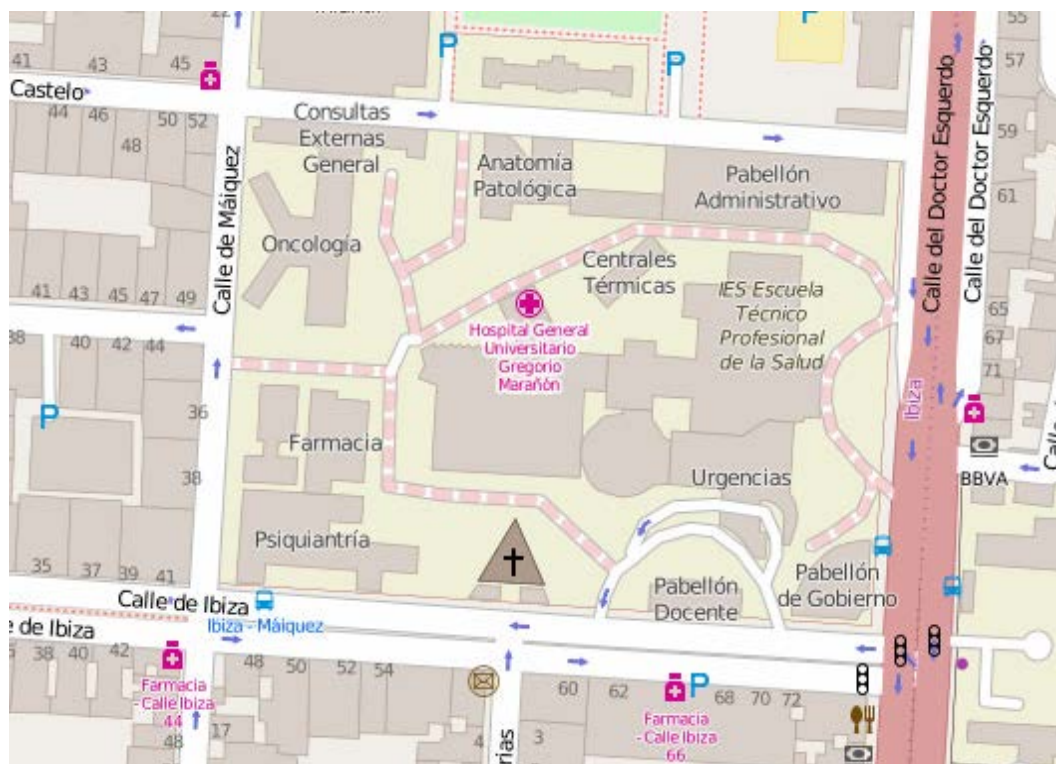 22
Infantil
P
P
P
55
57
59
61
65
67
71
41
43
45
Castelo
44
46
48
50
52
Consultas
Externas
General
Anatomía
Patológica
Pabellón
Administrativo
Calle del Doctor Esquerdo
Calle del Doctor Esquerdo
Calle de Máiquez
Oncología
Centrales
Térmicas
IES Escuela
Técnico
Profesional
de la Salud
Hospital General
Universitario
Gregorio
Marañón
41
43
45
47
49
38
40
42
44
P
36
38
Farmacia
Urgencias
Ibiza
BBVA
Psiquiantría
Pabellón
Docente
Pabellón
de Gobierno
35
37
39
41
Calle de Ibiza
Ibiza - Máiquez
e de Ibiza
38
40
42
48
50
52
54
60
62
P
68
70
72
Farmacia
- Calle Ibiza
44
Farmacia
- Calle Ibiza
66
48
17
4
3
rias